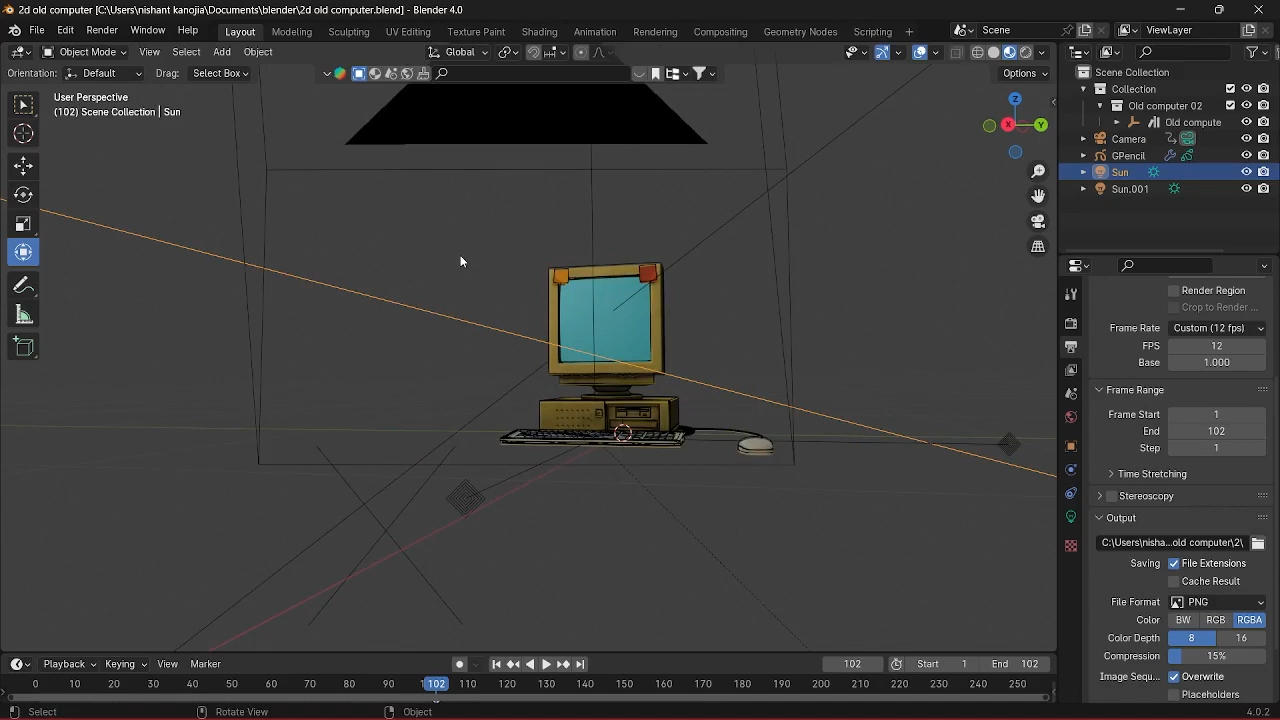 2d old computer [C:\Users\nishant kanojia\Documents\blender\2d old computer.blend] - Blender 4.0
File Edit Render Window Help Layout Modeling Sculpting UV Editing Texture Paint Shading Animation Rendering Compositing Geometry Nodes Scripting Scene ViewLayer
Object Mode View Select Add Object Global
Orientation: Default Drag: Select Box Options
User Perspective
(102) Scene Collection | Sun
Z
X
Y
Scene Collection
Collection
Old computer 02
Old compute
Camera
GPencil
Sun
Sun.001
Render Region
Crop to Render ...
Frame Rate Custom (12 fps)
FPS 12
Base 1.000
Frame Range
Frame Start 1
End 102
Step 1
Time Stretching
Stereoscopy
Output
C:\Users\nisha...old computer\2\
Saving File Extensions
Cache Result
File Format PNG
Color BW RGB RGBA
Color Depth 8 16
Compression 15%
Image Sequ... Overwrite
Placeholders
Playback Keying View Marker 102 Start 1 End 102
0 10 20 30 40 50 60 70 80 90 102 110 120 130 140 150 160 170 180 190 200 210 220 230 240 250
Select Rotate View Object 4.0.2